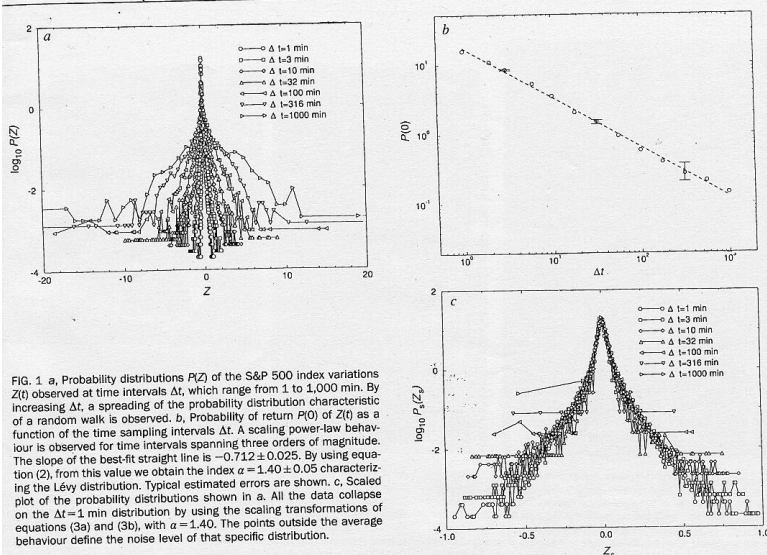 a
Δ t=1 min
Δ t=3 min
Δ t=10 min
Δ t=32 min
Δ t=100 min
Δ t=316 min
Δ t=1000 min
log10 P(Z)
2
0
-2
-4
-20
-10
0
10
20
Z
b
P(0)
10¹
10⁰
10⁻¹
10⁰
10²
Δt
c
Δ t=1 min
Δ t=3 min
Δ t=10 min
Δ t=32 min
Δ t=100 min
Δ t=316 min
Δ t=1000 min
log10 Ps(Zs)
2
0
-2
-4
-1.0
-0.5
0.0
0.5
1.0
Zs
FIG. 1 a, Probability distributions P(Z) of the S&P 500 index variations
Z(t) observed at time intervals Δt, which range from 1 to 1,000 min. By
increasing Δt, a spreading of the probability distribution characteristic
of a random walk is observed. b, Probability of return P(0) of Z(t) as a
function of the time sampling intervals Δt. A scaling power-law behav-
iour is observed for time intervals spanning three orders of magnitude.
The slope of the best-fit straight line is −0.712±0.025. By using equa-
tion (2), from this value we obtain the index α=1.40±0.05 characteriz-
ing the Lévy distribution. Typical estimated errors are shown. c, Scaled
plot of the probability distributions shown in a. All the data collapse
on the Δt=1 min distribution by using the scaling transformations of
equations (3a) and (3b), with α=1.40. The points outside the average
behaviour define the noise level of that specific distribution.